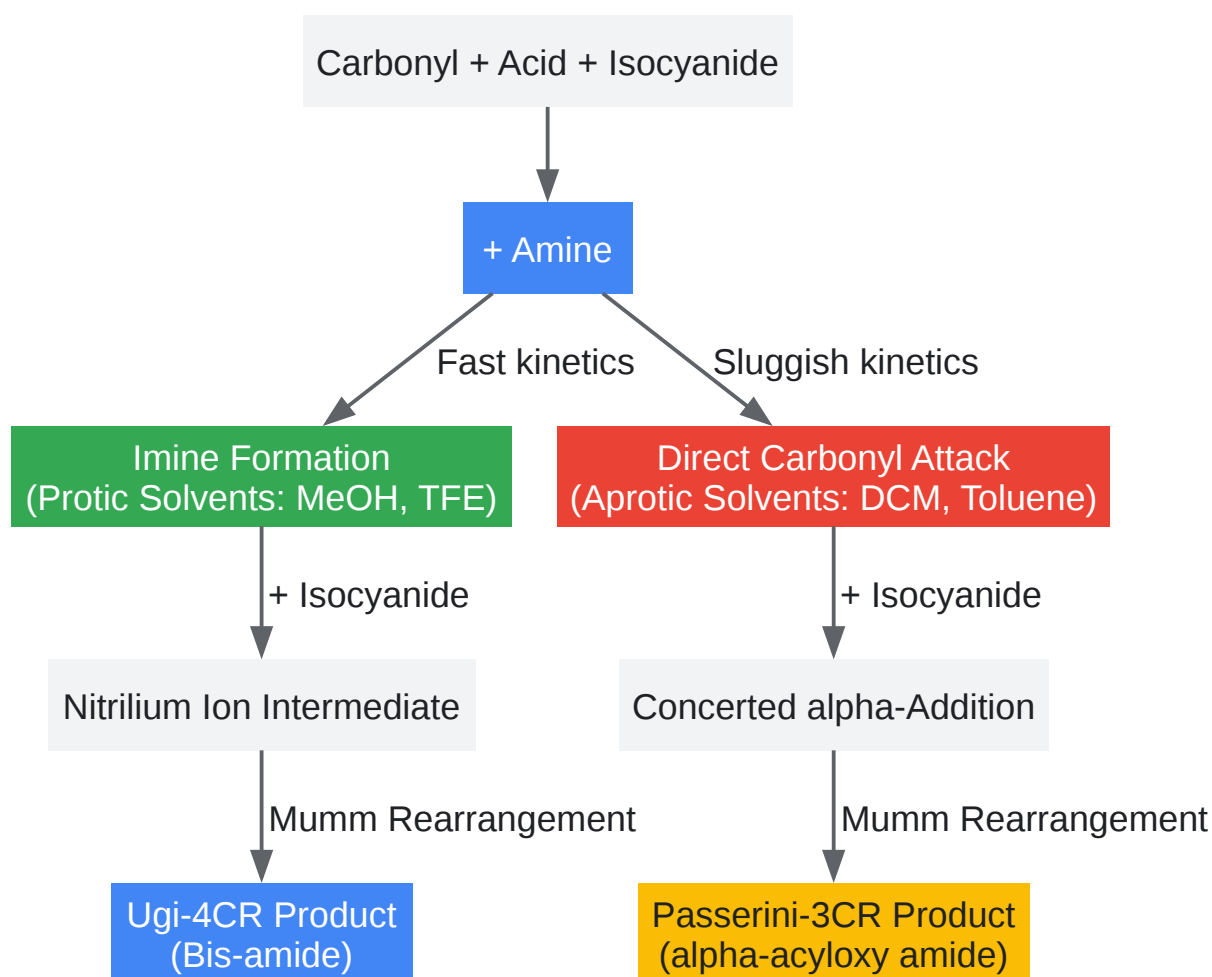 Carbonyl + Acid + Isocyanide
+ Amine
Fast kinetics
Sluggish kinetics
Imine Formation
(Protic Solvents: MeOH, TFE)
Direct Carbonyl Attack
(Aprotic Solvents: DCM, Toluene)
+ Isocyanide
+ Isocyanide
Nitrilium Ion Intermediate
Concerted alpha-Addition
Mumm Rearrangement
Mumm Rearrangement
Ugi-4CR Product
(Bis-amide)
Passerini-3CR Product
(alpha-acyloxy amide)